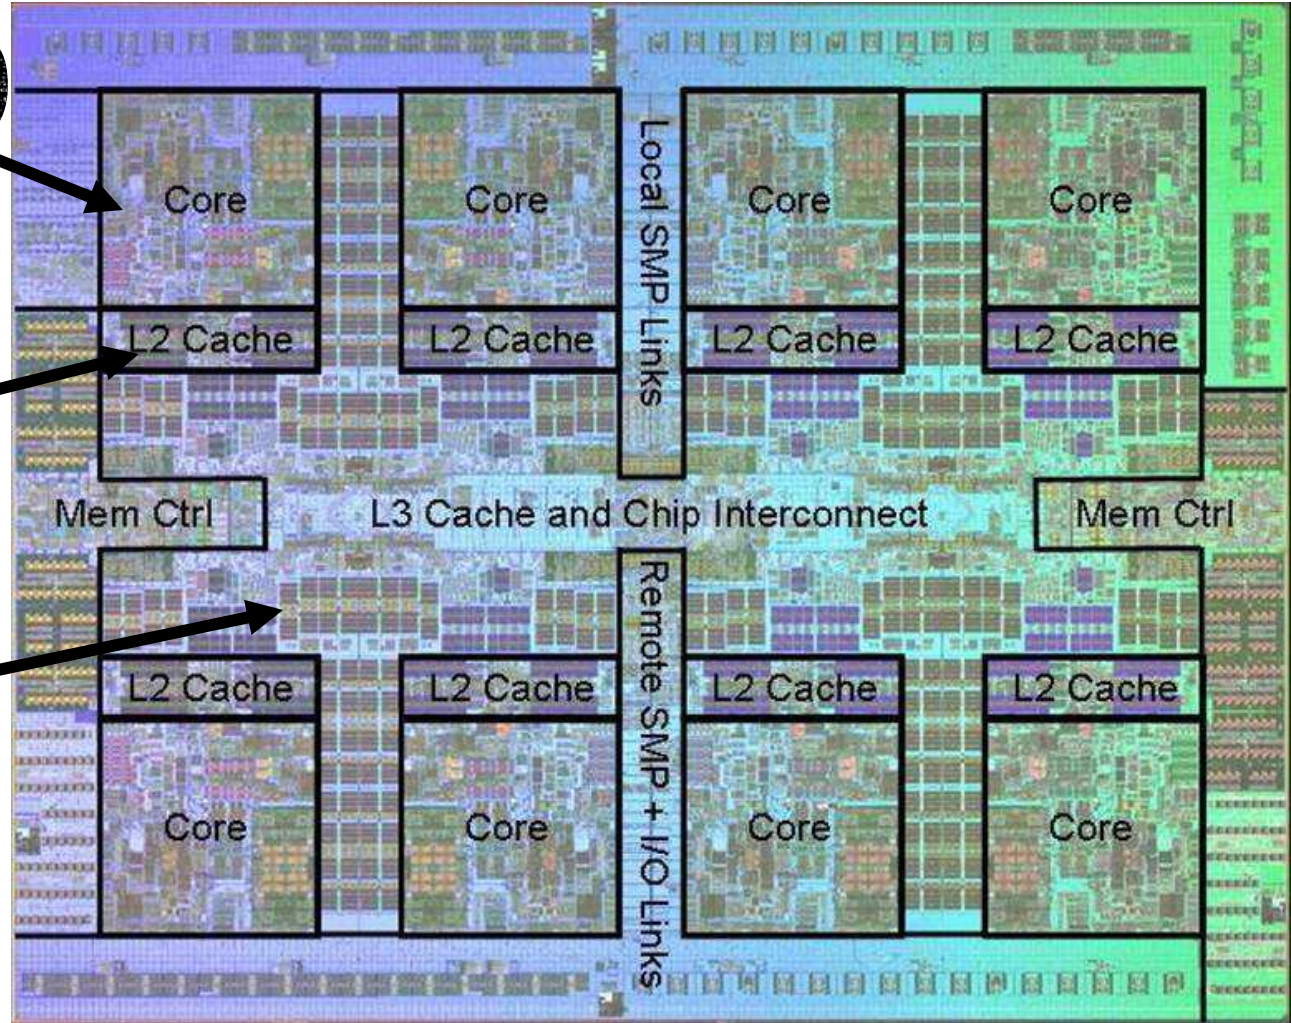 Core
Core
Core
Core
Local SMP Links
L2 Cache
L2 Cache
L2 Cache
L2 Cache
Mem Ctrl
L3 Cache and Chip Interconnect
Mem Ctrl
Remote SMP + I/O Links
L2 Cache
L2 Cache
L2 Cache
L2 Cache
Core
Core
Core
Core